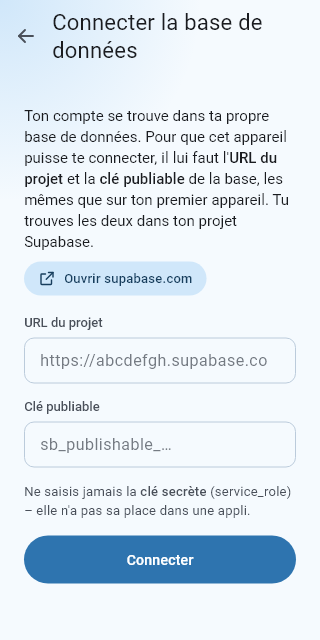 Connecter la base de
données
Ton compte se trouve dans ta propre
base de données. Pour que cet appareil
puisse te connecter, il lui faut l'URL du
projet et la clé publiable de la base, les
mêmes que sur ton premier appareil. Tu
trouves les deux dans ton projet
Supabase.
Ouvrir supabase.com
URL du projet
https://abcdefgh.supabase.co
Clé publiable
sb_publishable_…
Ne saisis jamais la clé secrète (service_role)
– elle n'a pas sa place dans une appli.
Connecter